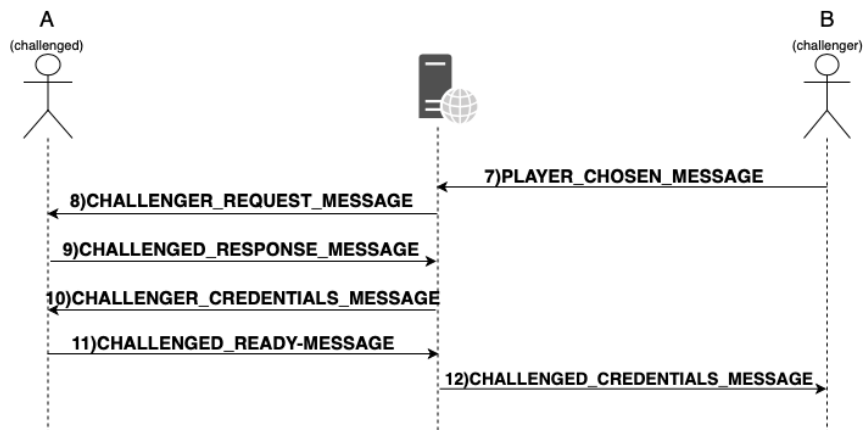 A
B
(challenged)
(challenger)
7)PLAYER_CHOSEN_MESSAGE
8)CHALLENGER_REQUEST_MESSAGE
9)CHALLENGED_RESPONSE_MESSAGE
10)CHALLENGER_CREDENTIALS_MESSAGE
11)CHALLENGED_READY-MESSAGE
12)CHALLENGED_CREDENTIALS_MESSAGE